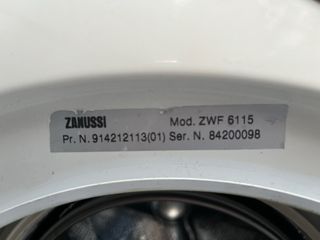 ZANUSSI Mod. ZWF 6115
Pr. N. 914212113(01) Ser. N. 84200098